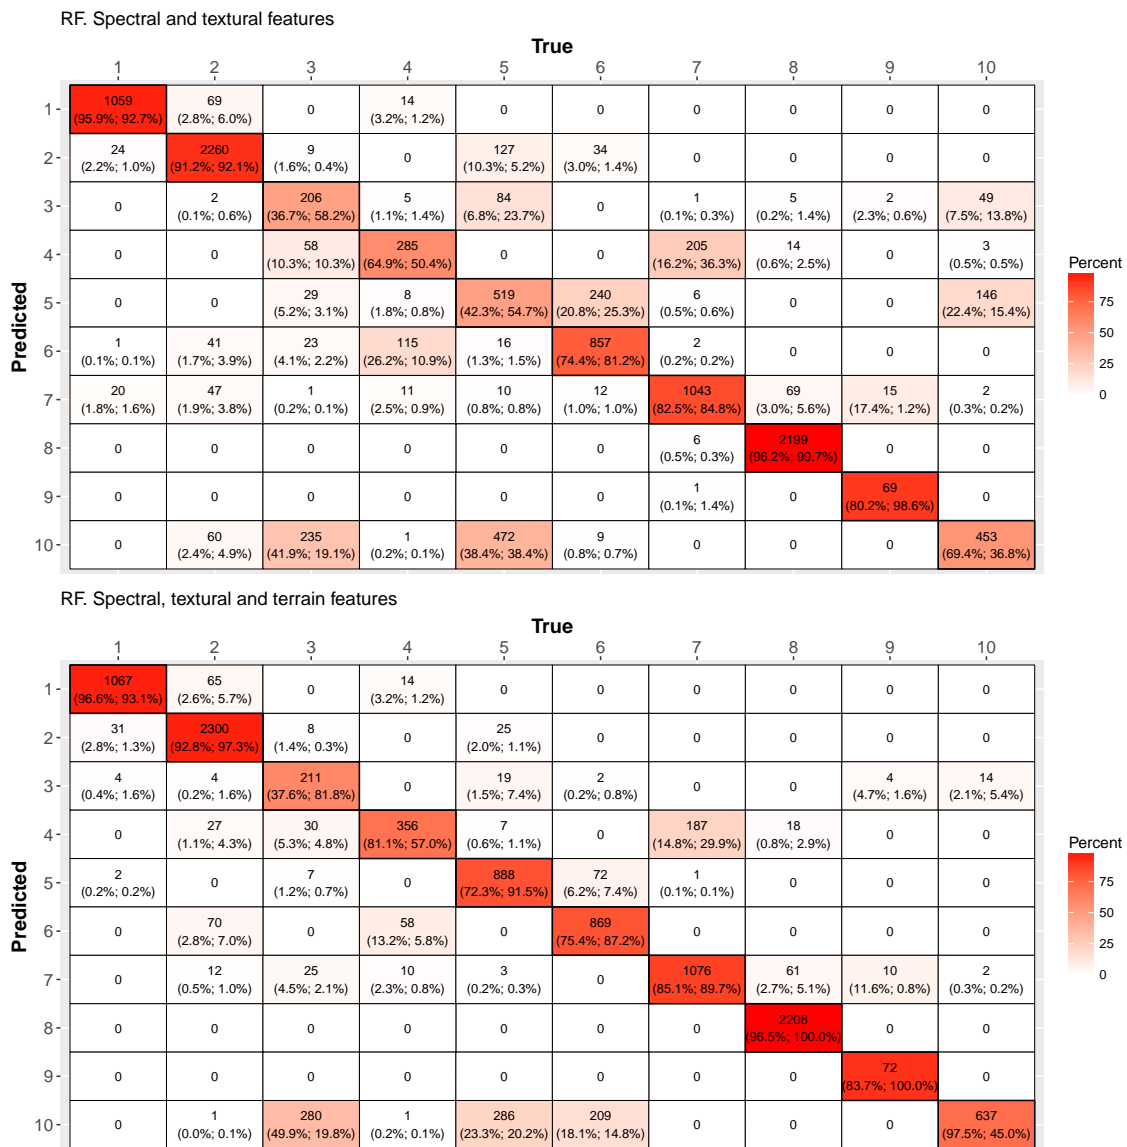 RF. Spectral and textural features
True
1 2 3 4 5 6 7 8 9 10
Predicted
1 1059 69 0 14 0 0 0 0 0 0
(95.9%; 92.7%) (2.8%; 6.0%) (3.2%; 1.2%)
2 24 2260 9 0 127 34 0 0 0 0
(2.2%; 1.0%) (91.2%; 92.1%) (1.6%; 0.4%) (10.3%; 5.2%) (3.0%; 1.4%)
3 0 2 206 5 84 0 1 5 2 49
(0.1%; 0.6%) (36.7%; 58.2%) (1.1%; 1.4%) (6.8%; 23.7%) (0.1%; 0.3%) (0.2%; 1.4%) (2.3%; 0.6%) (7.5%; 13.8%)
4 0 0 58 285 0 0 205 14 0 3
(10.3%; 10.3%) (64.9%; 50.4%) (16.2%; 36.3%) (0.6%; 2.5%) (0.5%; 0.5%)
5 0 0 29 8 519 240 6 0 0 146
(5.2%; 3.1%) (1.8%; 0.8%) (42.3%; 54.7%) (20.8%; 25.3%) (0.5%; 0.6%) (22.4%; 15.4%)
6 1 41 23 115 16 857 2 0 0 0
(0.1%; 0.1%) (1.7%; 3.9%) (4.1%; 2.2%) (26.2%; 10.9%) (1.3%; 1.5%) (74.4%; 81.2%) (0.2%; 0.2%)
7 20 47 1 11 10 12 1043 69 15 2
(1.8%; 1.6%) (1.9%; 3.8%) (0.2%; 0.1%) (2.5%; 0.9%) (0.8%; 0.8%) (1.0%; 1.0%) (82.5%; 84.8%) (3.0%; 5.6%) (17.4%; 1.2%) (0.3%; 0.2%)
8 0 0 0 0 0 0 6 2199 0 0
(0.5%; 0.3%) (96.2%; 99.7%)
9 0 0 0 0 0 0 1 0 69 0
(0.1%; 1.4%) (80.2%; 98.6%)
10 0 60 235 1 472 9 0 0 0 453
(2.4%; 4.9%) (41.9%; 19.1%) (0.2%; 0.1%) (38.4%; 38.4%) (0.8%; 0.7%) (69.4%; 36.8%)
Percent
75
50
25
0
RF. Spectral, textural and terrain features
True
1 2 3 4 5 6 7 8 9 10
Predicted
1 1067 65 0 14 0 0 0 0 0 0
(96.6%; 93.1%) (2.6%; 5.7%) (3.2%; 1.2%)
2 31 2300 8 0 25 0 0 0 0 0
(2.8%; 1.3%) (92.8%; 97.3%) (1.4%; 0.3%) (2.0%; 1.1%)
3 4 4 211 0 19 2 0 0 4 14
(0.4%; 1.6%) (0.2%; 1.6%) (37.6%; 81.8%) (1.5%; 7.4%) (0.2%; 0.8%) (4.7%; 1.6%) (2.1%; 5.4%)
4 0 27 30 356 7 0 187 18 0 0
(1.1%; 4.3%) (5.3%; 4.8%) (81.1%; 57.0%) (0.6%; 1.1%) (14.8%; 29.9%) (0.8%; 2.9%)
5 2 0 7 0 888 72 1 0 0 0
(0.2%; 0.2%) (1.2%; 0.7%) (72.3%; 91.5%) (6.2%; 7.4%) (0.1%; 0.1%)
6 0 70 0 58 0 869 0 0 0 0
(2.8%; 7.0%) (13.2%; 5.8%) (75.4%; 87.2%)
7 0 12 25 10 3 0 1076 61 10 2
(0.5%; 1.0%) (4.5%; 2.1%) (2.3%; 0.8%) (0.2%; 0.3%) (85.1%; 89.7%) (2.7%; 5.1%) (11.6%; 0.8%) (0.3%; 0.2%)
8 0 0 0 0 0 0 0 2208 0 0
(96.5%; 100.0%)
9 0 0 0 0 0 0 0 0 72 0
(83.7%; 100.0%)
10 0 1 280 1 286 209 0 0 0 637
(0.0%; 0.1%) (49.9%; 19.8%) (0.2%; 0.1%) (23.3%; 20.2%) (18.1%; 14.8%) (97.5%; 45.0%)
Percent
75
50
25
0